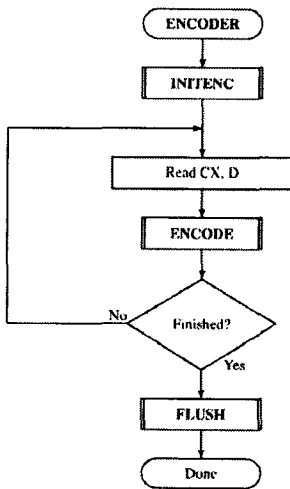 ENCODER
INITENC
Read CX, D
ENCODE
Finished?
No
Yes
FLUSH
Done